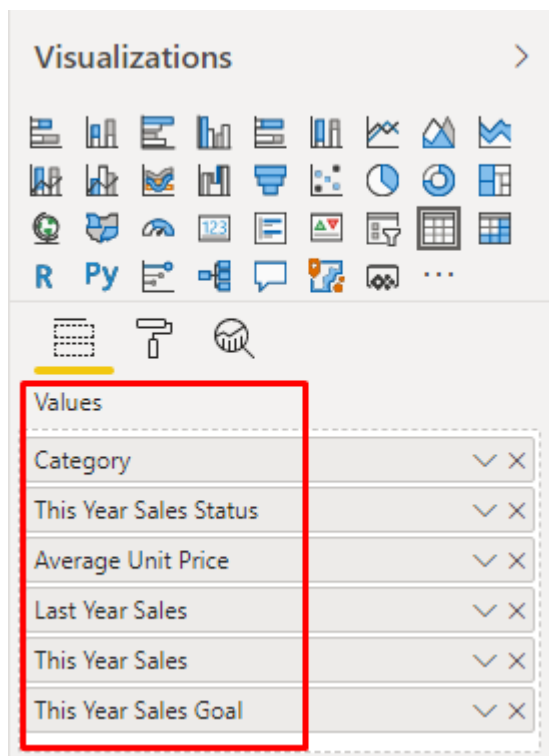 Visualizations
123
R Py
Values
Category
This Year Sales Status
Average Unit Price
Last Year Sales
This Year Sales
This Year Sales Goal